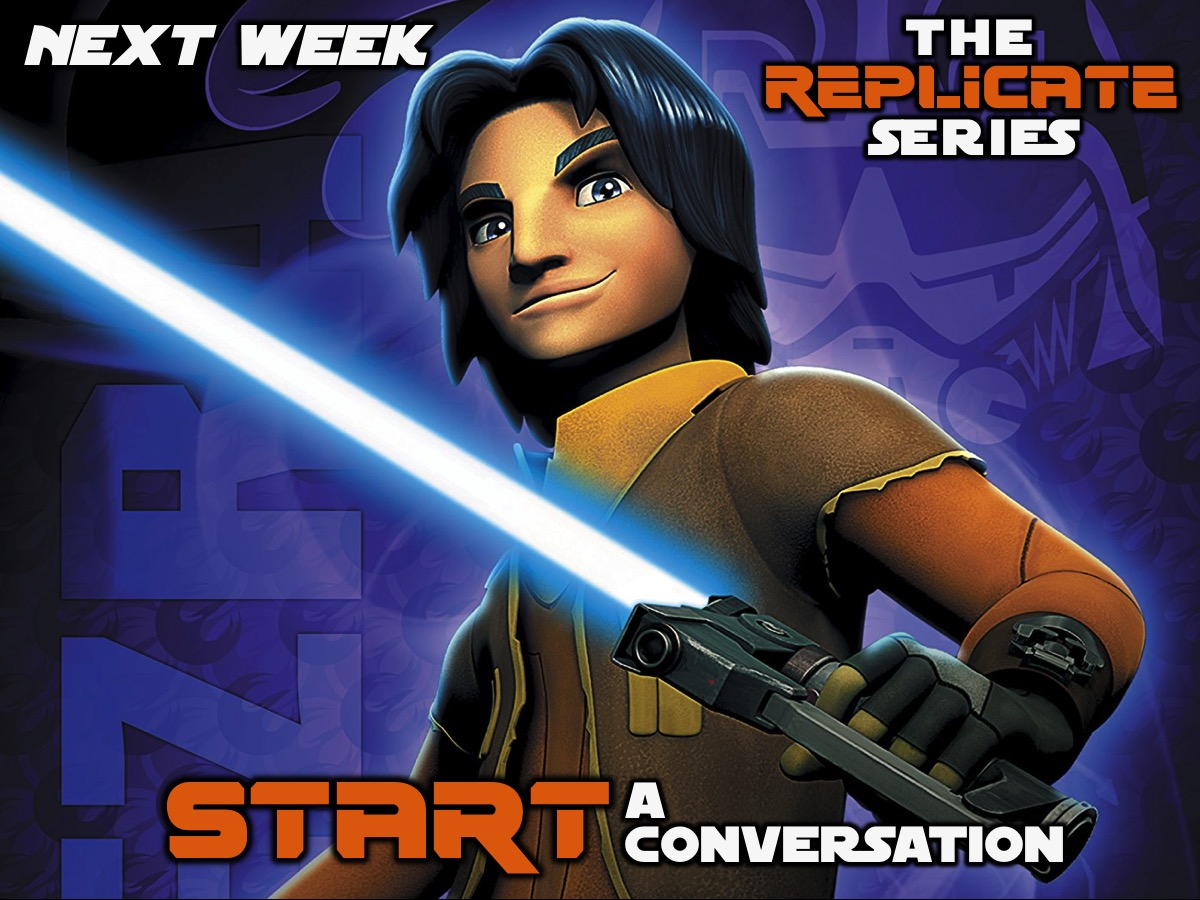 NEXT WEEK
THE
REPLICATE
SERIES
START A
CONVERSATION